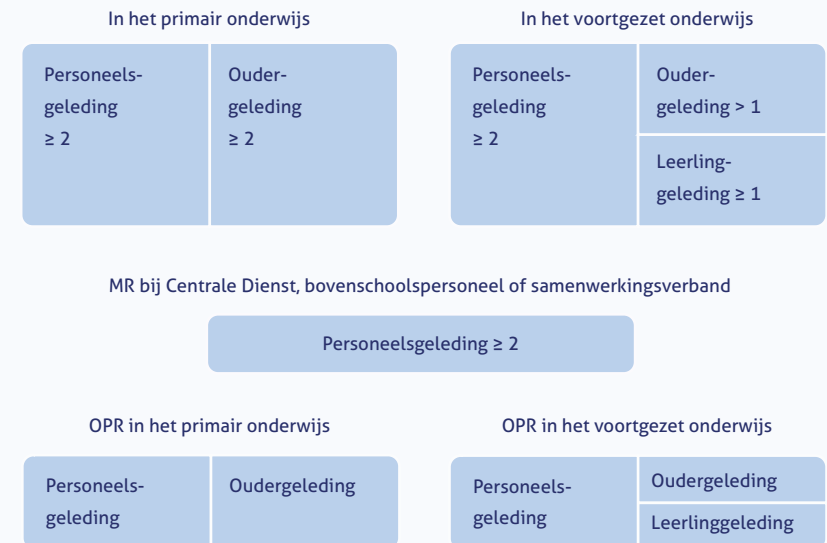 In het primair onderwijs
Personeels-
geleding
≥ 2
Ouder-
geleding
≥ 2
In het voortgezet onderwijs
Personeels-
geleding
≥ 2
Ouder-
geleding > 1
Leerling-
geleding ≥ 1
MR bij Centrale Dienst, bovenschoolspersoneel of samenwerkingsverband
Personeelsgeleding ≥ 2
OPR in het primair onderwijs
Personeels-
geleding
Oudergeleding
OPR in het voortgezet onderwijs
Personeels-
geleding
Oudergeleding
Leerlinggeleding